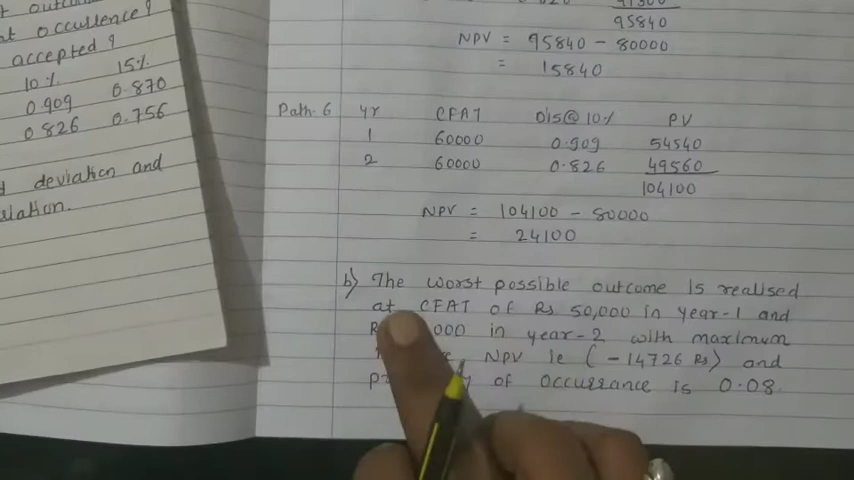 at occurrence?
accepted?
10% 15%
0.909 0.870
0.826 0.756
deviation and
95840
NPV = 95840 - 80000
= 15840
Path-6 Yr CFAT DIS@10% PV
1 60000 0.909 54540
2 60000 0.826 49560
104100
NPV = 104100 - 80000
= 24100
b) The worst possible outcome is realised
at CFAT of Rs 50,000 in year-1 and
000 in year-2 with maximum
NPV ie (-14726 Rs) and
of occurrance is 0.08